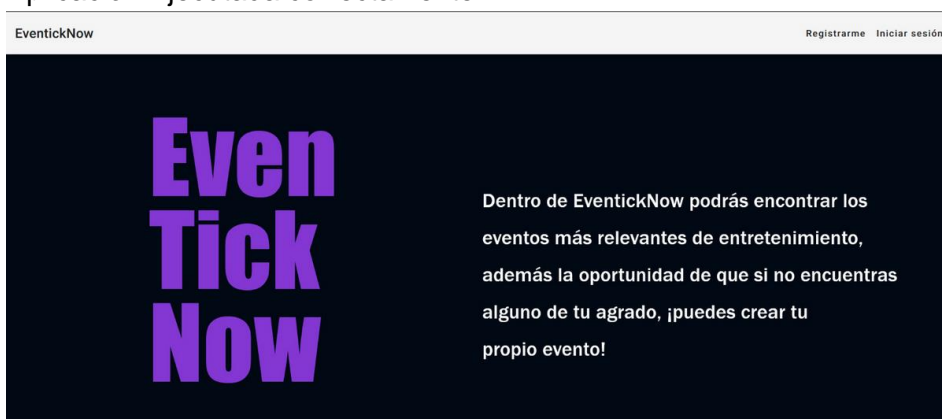 EventickNow
Registrarme Iniciar sesión
Even
Tick
Now
Dentro de EventickNow podrás encontrar los
eventos más relevantes de entretenimiento,
además la oportunidad de que si no encuentras
alguno de tu agrado, ¡puedes crear tu
propio evento!